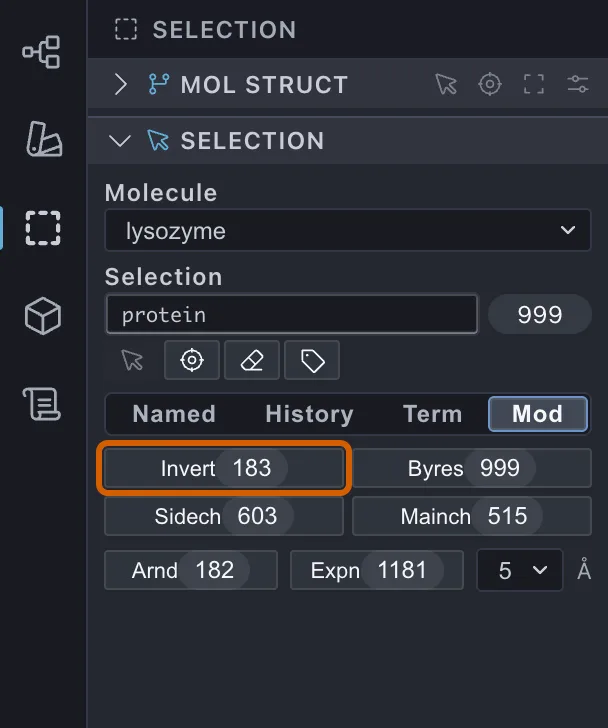 SELECTION
MOL STRUCT
SELECTION
Molecule
lysozyme
Selection
protein 999
Named History Term Mod
Invert 183 Byres 999
Sidech 603 Mainch 515
Arnd 182 Expn 1181 5 Å